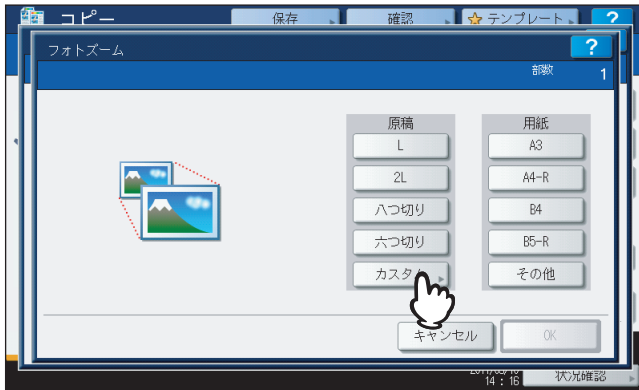 コピー 保存 確認 テンプレート ?
フォトズーム ?
部数 1
原稿 用紙
L A3
2L A4-R
八つ切り B4
六つ切り B5-R
カスタム その他
キャンセル OK
14:16 状況確認